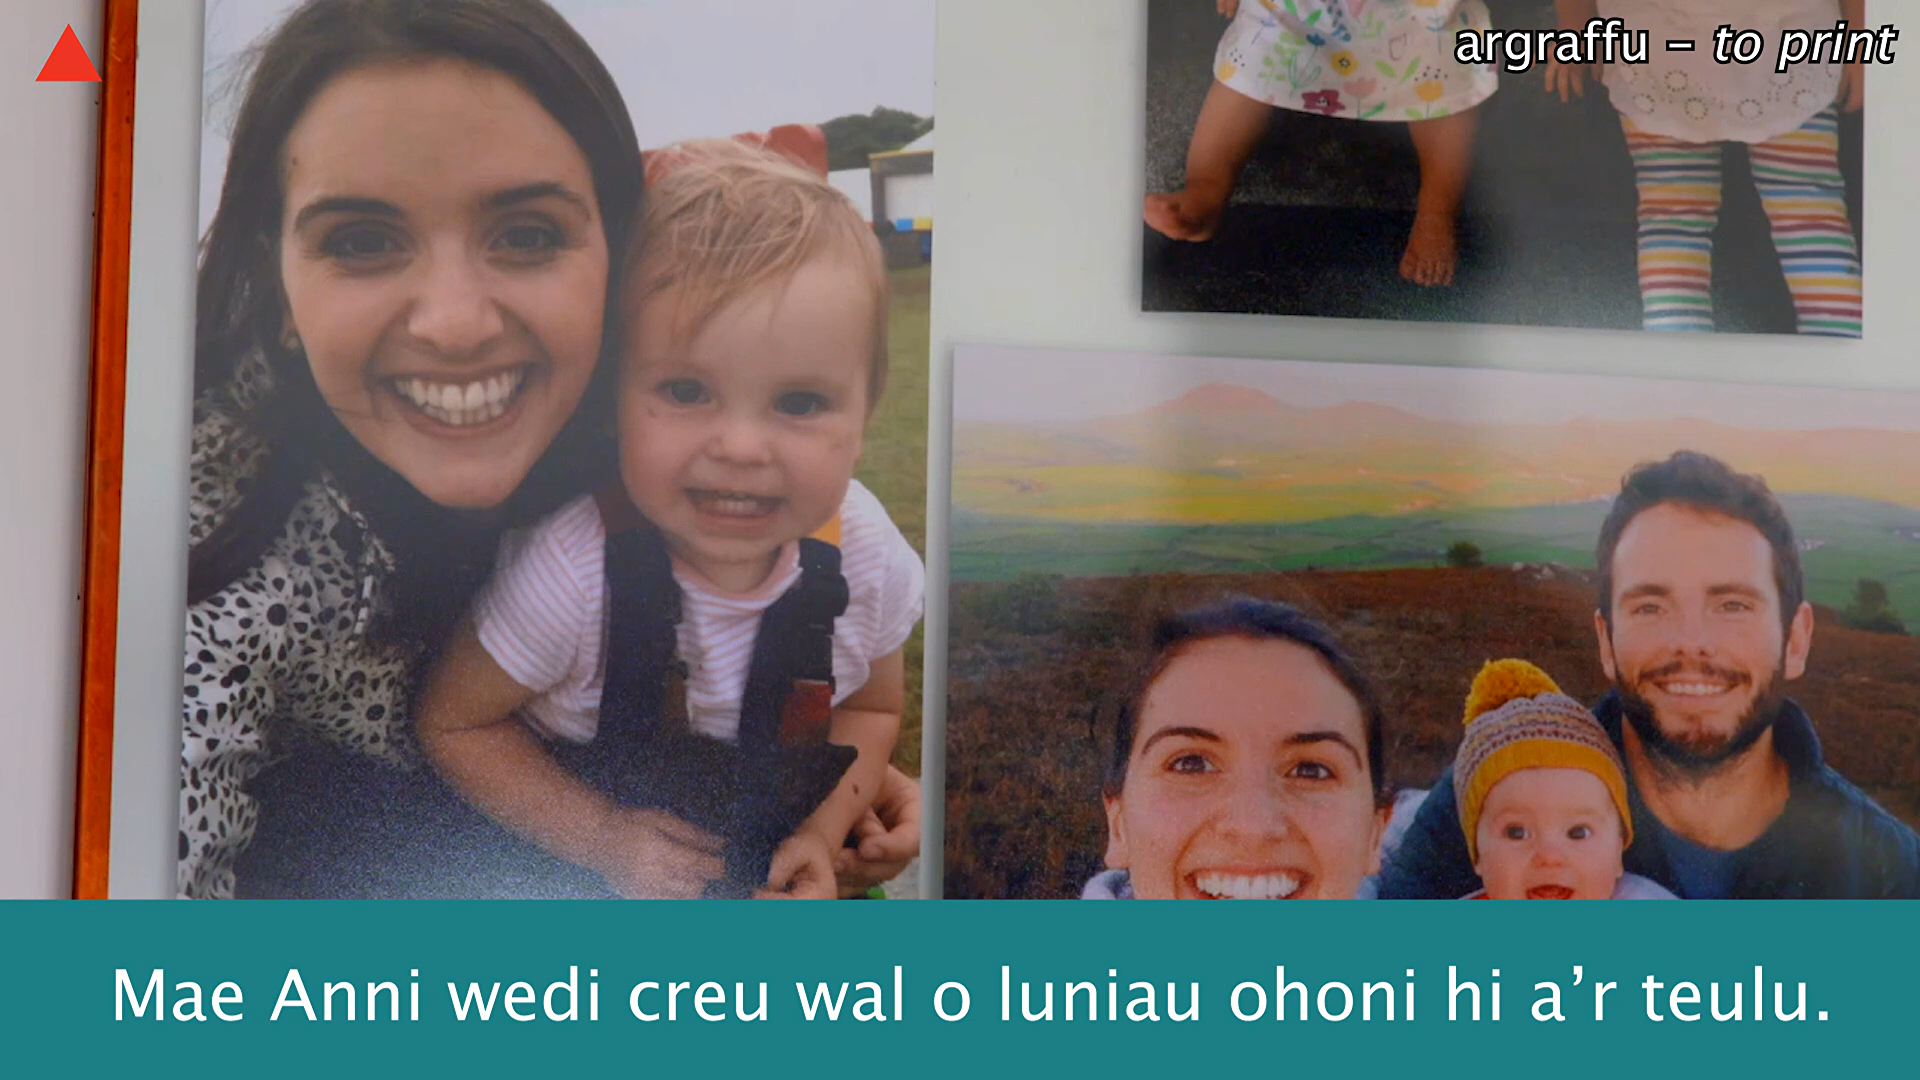 argraffu – to print
Mae Anni wedi creu wal o luniau ohoni hi a’r teulu.